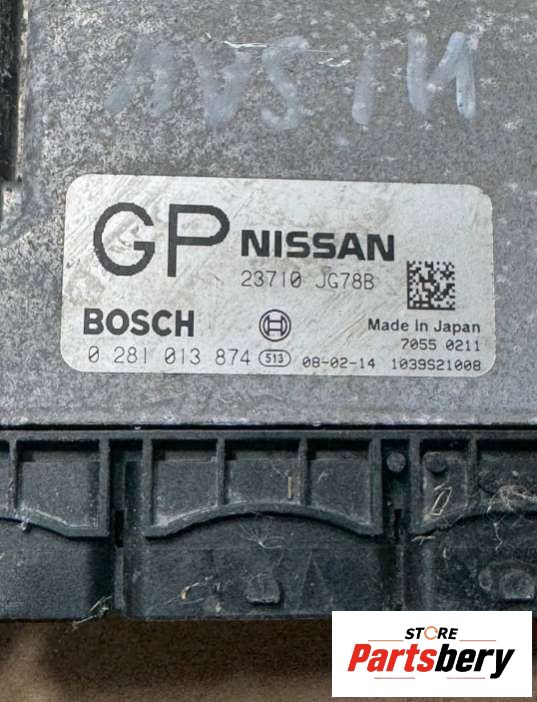 NISSAN
GP NISSAN
23710 JG78B
BOSCH
Made in Japan
7055 0211
0 281 013 874 513 08-02-14 1039S21008
STORE
Partsbery